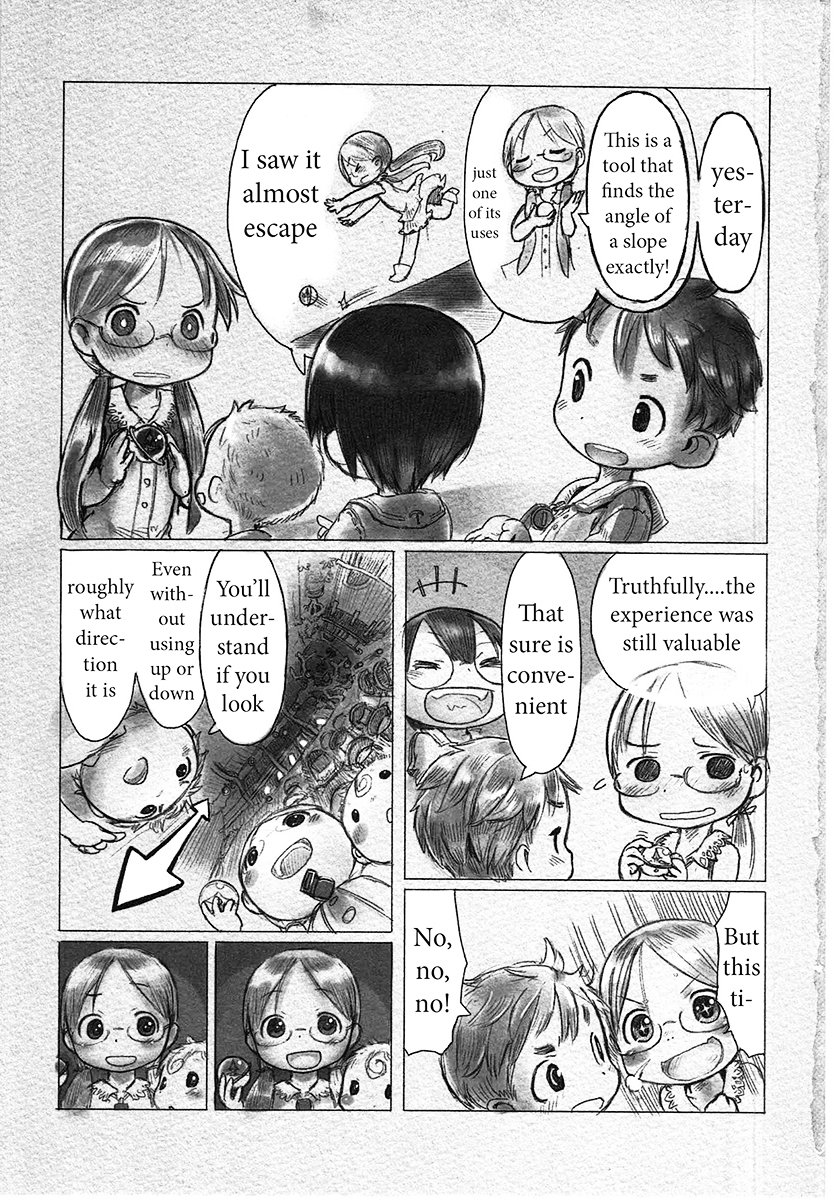 yes-
ter-
day
This is a
tool that
finds the
angle of
a slope
exactly!
just
one
of its
uses
I saw it
almost
escape
Truthfully....the
experience was
still valuable
That
sure is
conve-
nient
You'll
under-
stand
if you
look
Even
with-
out
using
up or
down
roughly
what
direc-
tion
it is
But
this
ti-
No,
no,
no!